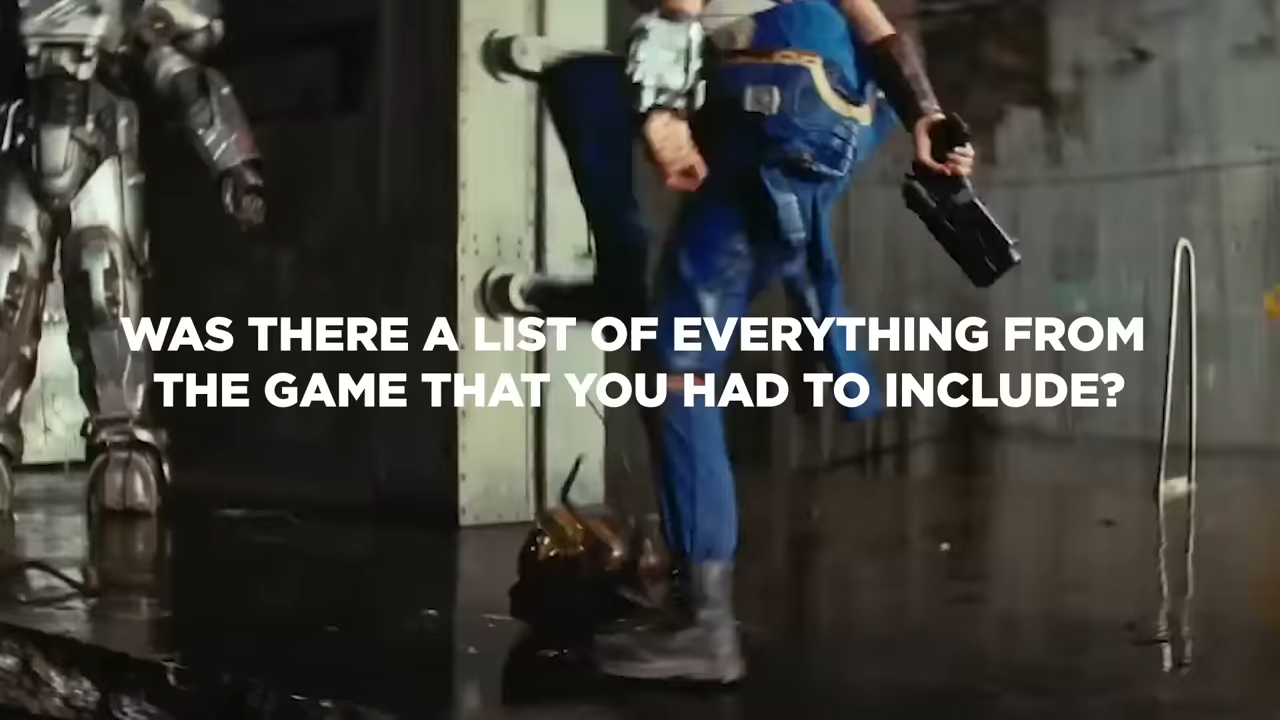 WAS THERE A LIST OF EVERYTHING FROM
THE GAME THAT YOU HAD TO INCLUDE?